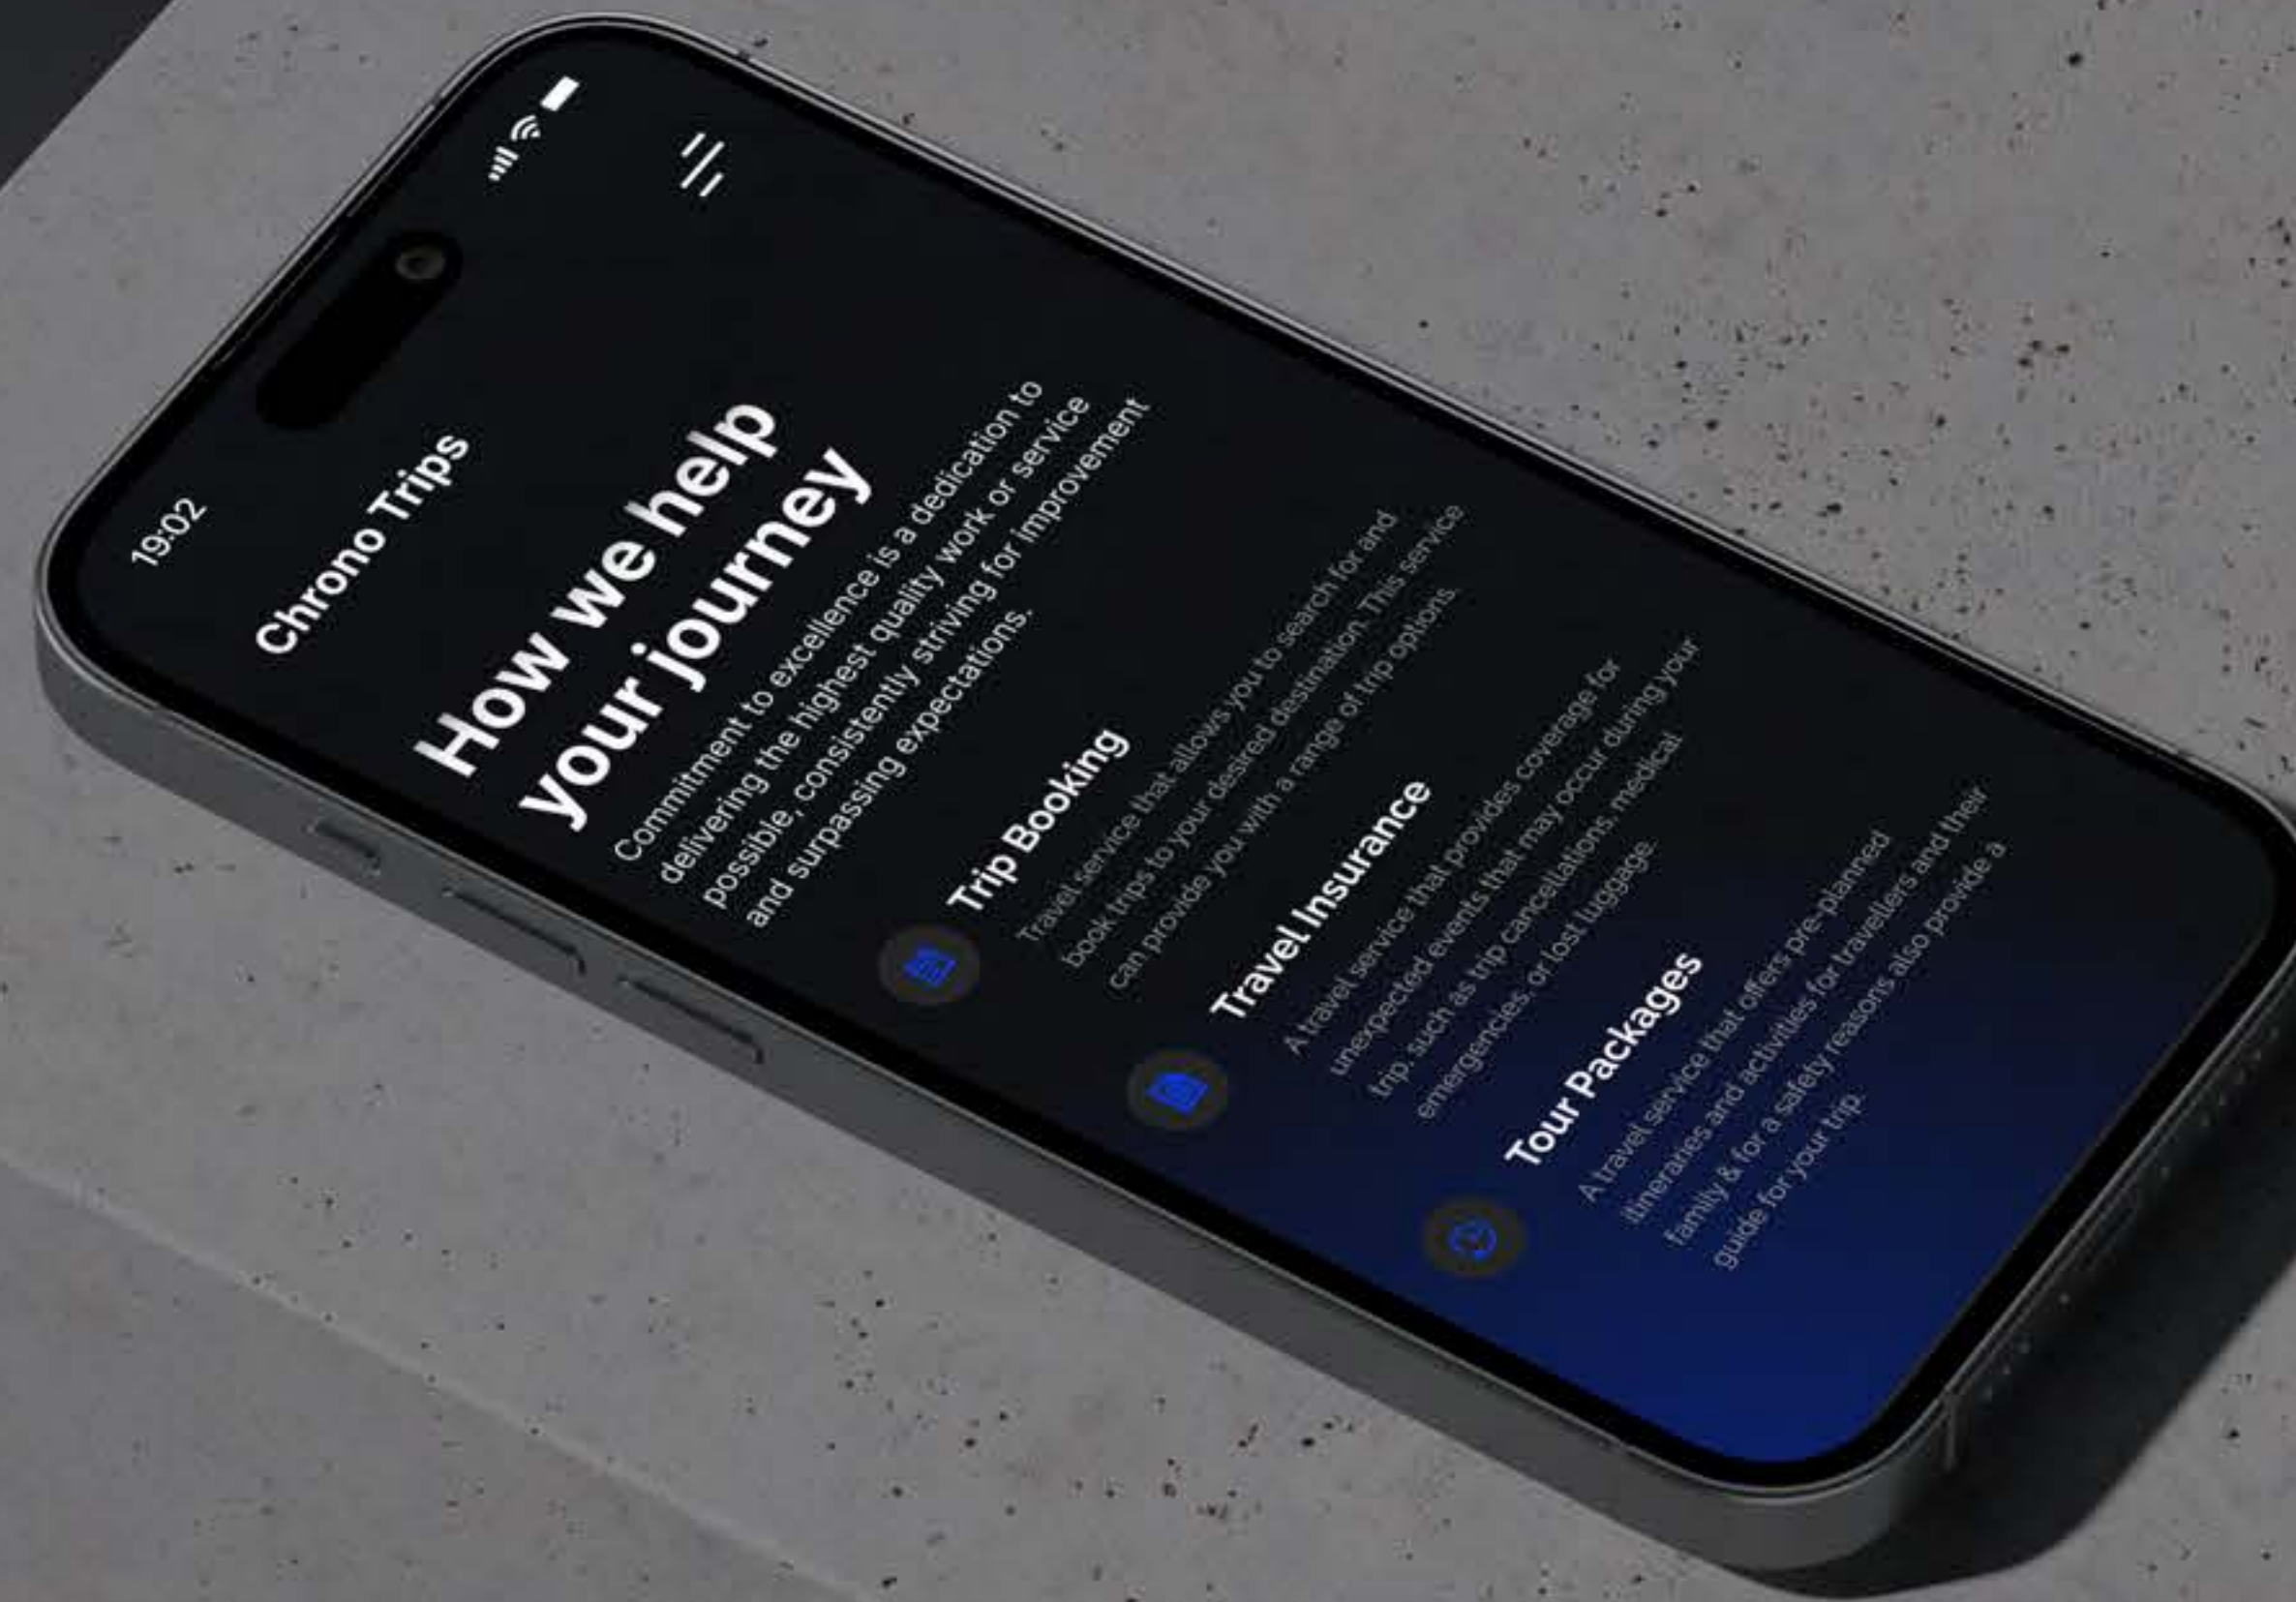 19:02
Chrono Trips
How we help
your journey
Commitment to excellence is a dedication to
delivering the highest quality work or service
possible, consistently striving for improvement
and surpassing expectations.
Trip Booking
Travel service that allows you to search for and
book trips to your desired destination. This service
can provide you with a range of trip options.
Travel Insurance
A travel service that provides coverage for
unexpected events that may occur during your
trip, such as trip cancellations, medical
emergencies, or lost luggage.
Tour Packages
A travel service that offers pre-planned
itineraries and activities for travellers and their
family & for a safety reasons also provide a
guide for your trip.